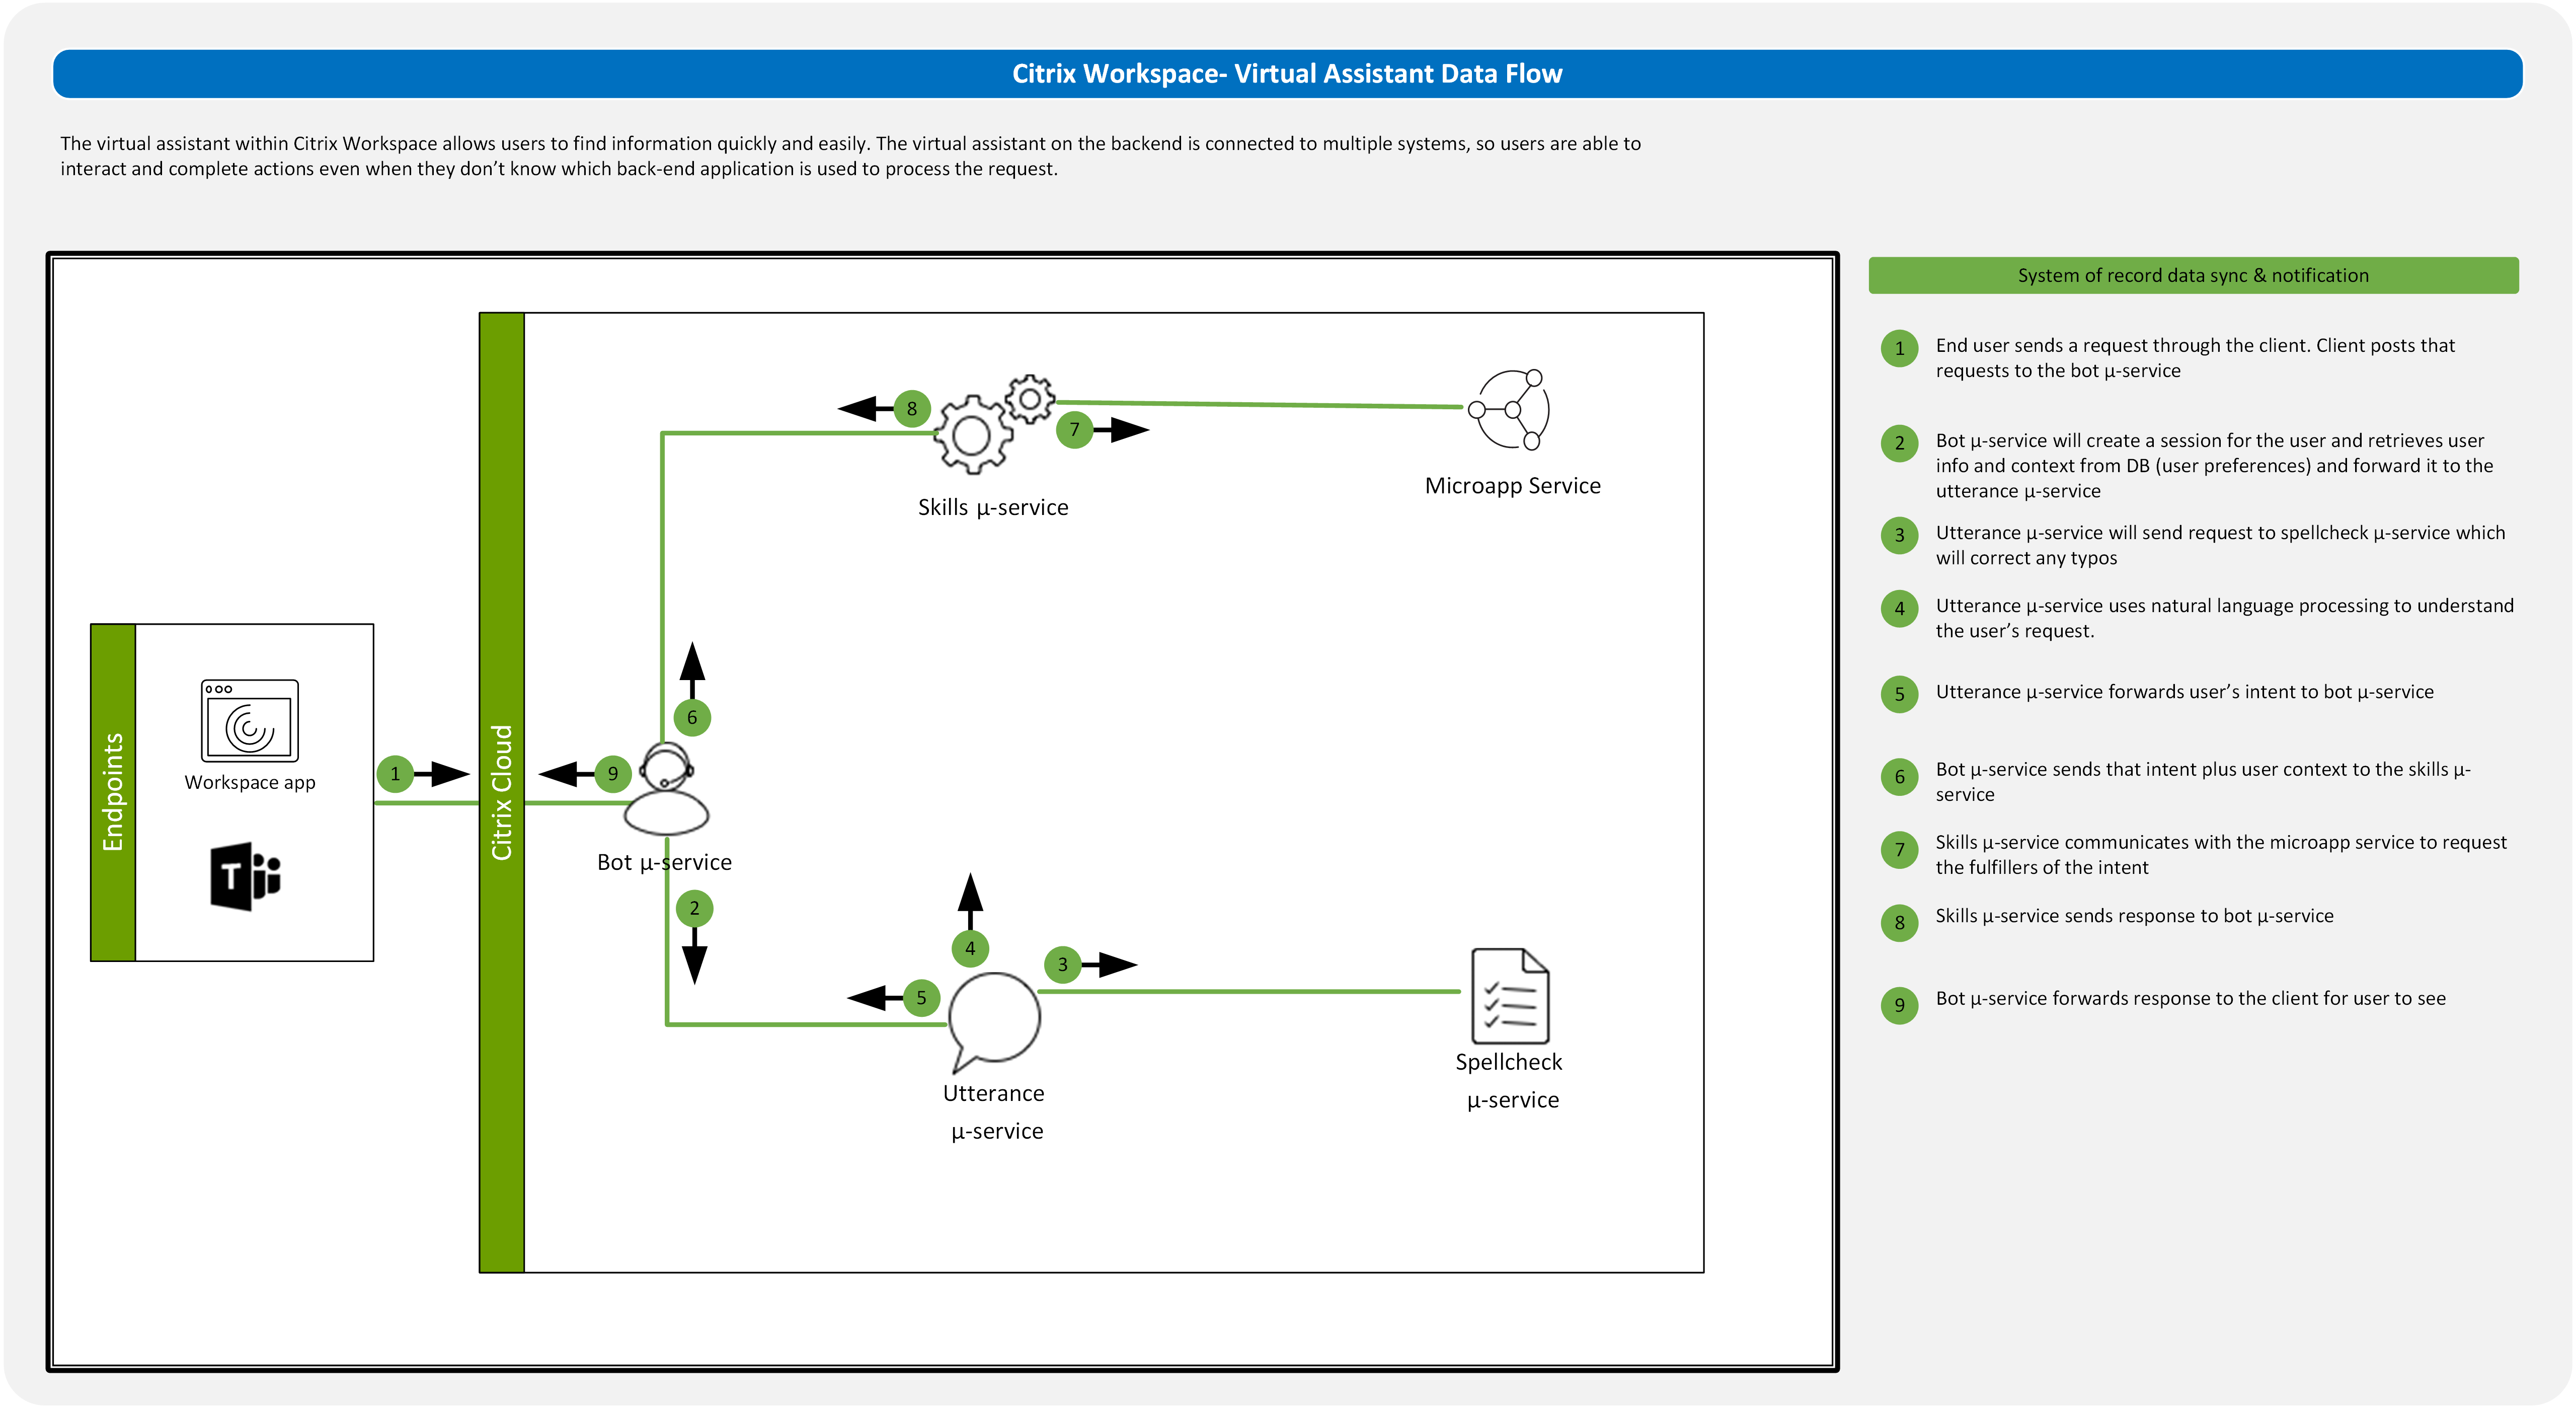 Citrix Workspace- Virtual Assistant Data Flow
The virtual assistant within Citrix Workspace allows users to find information quickly and easily. The virtual assistant on the backend is connected to multiple systems, so users are able to
interact and complete actions even when they don’t know which back-end application is used to process the request.
Endpoints
Workspace app
T
1
Citrix Cloud
9
Bot µ-service
6
8
Skills µ-service
7
Microapp Service
2
5
4
3
Utterance
µ-service
Spellcheck
µ-service
System of record data sync & notification
1 End user sends a request through the client. Client posts that
requests to the bot µ-service
2 Bot µ-service will create a session for the user and retrieves user
info and context from DB (user preferences) and forward it to the
utterance µ-service
3 Utterance µ-service will send request to spellcheck µ-service which
will correct any typos
4 Utterance µ-service uses natural language processing to understand
the user’s request.
5 Utterance µ-service forwards user’s intent to bot µ-service
6 Bot µ-service sends that intent plus user context to the skills µ-
service
7 Skills µ-service communicates with the microapp service to request
the fulfillers of the intent
8 Skills µ-service sends response to bot µ-service
9 Bot µ-service forwards response to the client for user to see